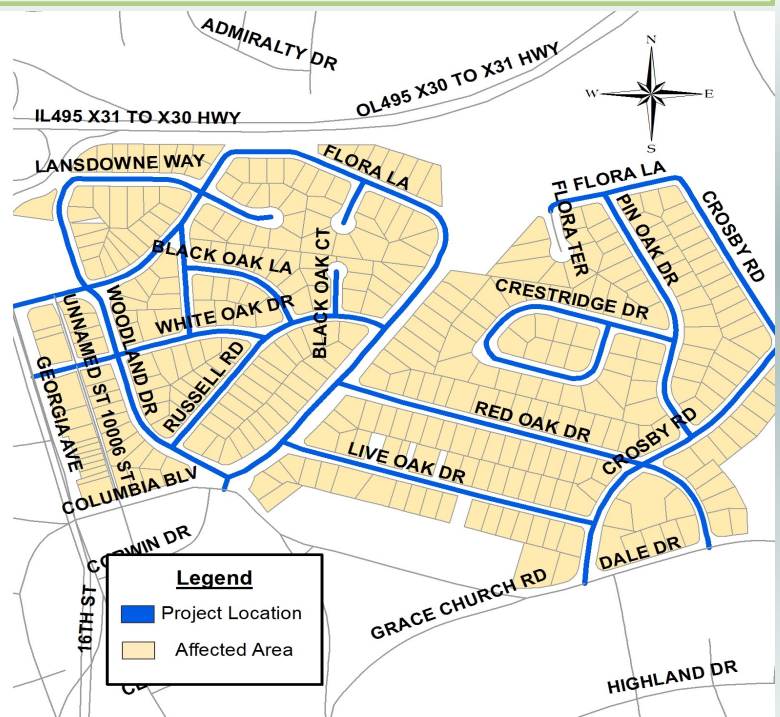 ADMIRALTY DR
OL495 X30 TO X31 HWY
N
W
E
S
IL495 X31 TO X30 HWY
LANSDOWNE WAY
FLORA LA
FLORA LA
FLORA TER
PIN OAK DR
CROSBY RD
BLACK OAK LA
BLACK OAK CT
CRESTRIDGE DR
UNNAMED ST 10006 ST
WOODLAND DR
WHITE OAK DR
RUSSELL RD
GEORGIA AVE
RED OAK DR
CROSBY RD
LIVE OAK DR
COLUMBIA BLV
CORWIN DR
DALE DR
GRACE CHURCH RD
16TH ST
HIGHLAND DR
Legend
Project Location
Affected Area